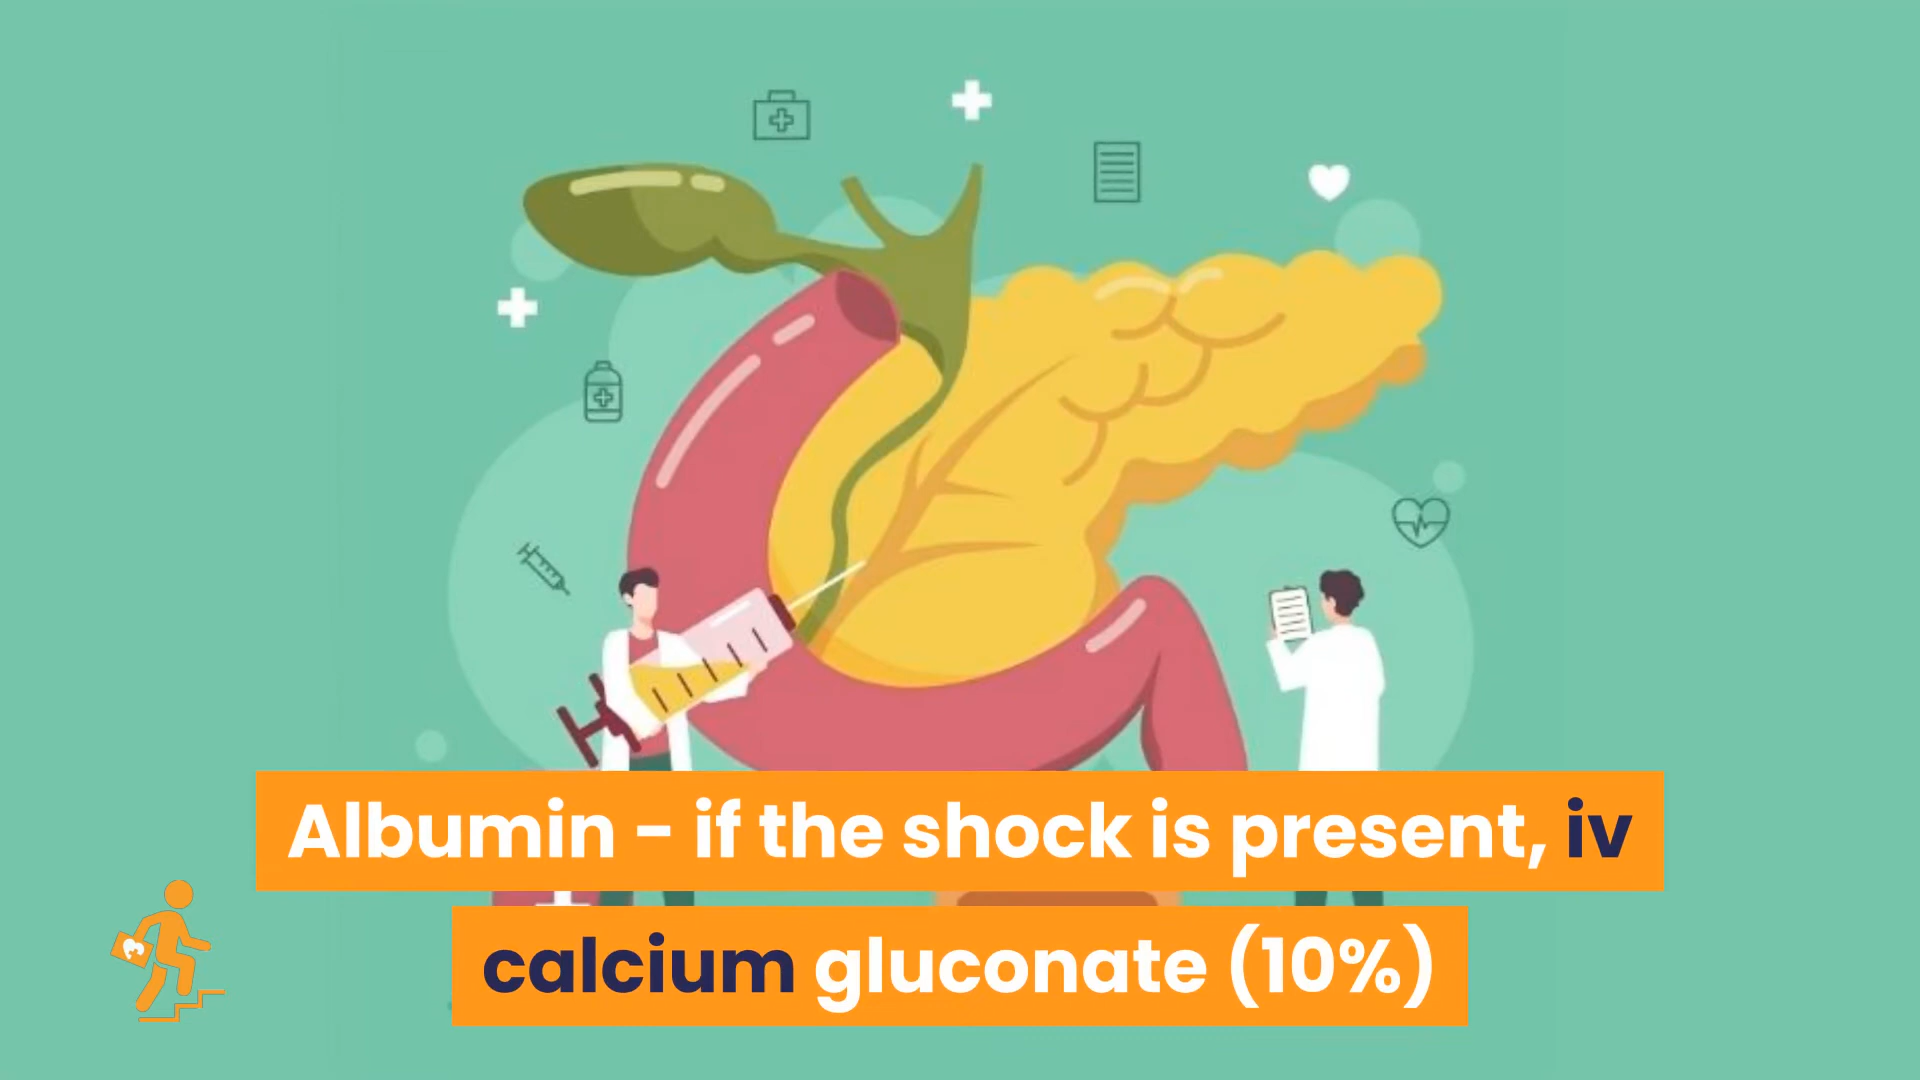 Albumin - if the shock is present, iv
calcium gluconate (10%)